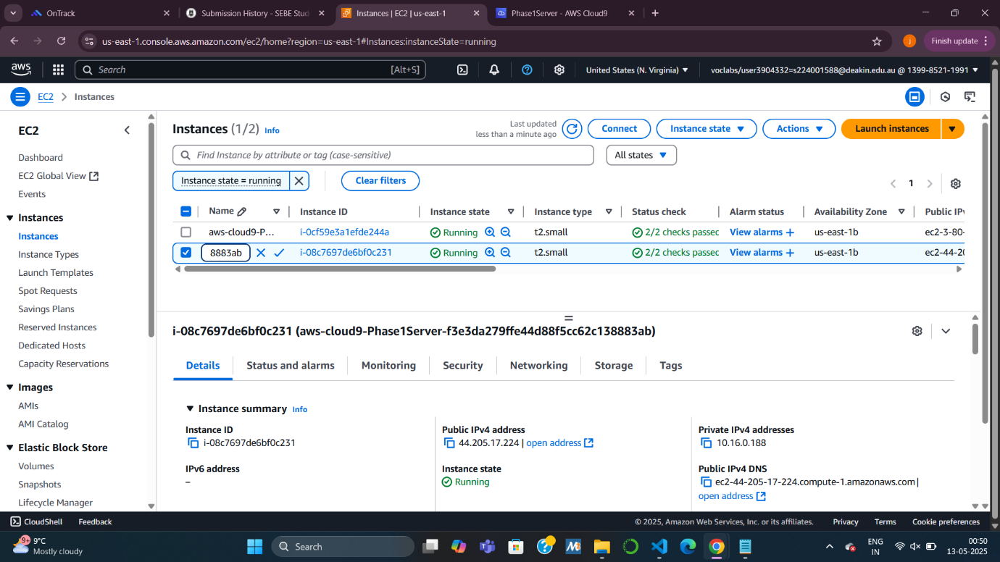 OnTrack
Submission History - SEBE Stud
Instances | EC2 | us-east-1
Phase1Server - AWS Cloud9
us-east-1.console.aws.amazon.com/ec2/home?region=us-east-1#Instances:instanceState=running
j
Finish update
aws
Search
[Alt+S]
United States (N. Virginia)
voclabs/user3904332=s224001588@deakin.edu.au @ 1399-8521-1991
EC2
Instances
EC2
Dashboard
EC2 Global View
Events
Instances
Instances
Instance Types
Launch Templates
Spot Requests
Savings Plans
Reserved Instances
Dedicated Hosts
Capacity Reservations
Images
AMIs
AMI Catalog
Elastic Block Store
Volumes
Snapshots
Lifecycle Manager
Instances (1/2) Info
Last updated
less than a minute ago
Connect
Instance state
Actions
Launch instances
Find Instance by attribute or tag (case-sensitive)
All states
Instance state = running
Clear filters
1
Name
Instance ID
Instance state
Instance type
Status check
Alarm status
Availability Zone
Public IPv
aws-cloud9-P... i-0cf59e3a1efde244a Running t2.small 2/2 checks passec View alarms + us-east-1b ec2-3-80-
8883ab i-08c7697de6bf0c231 Running t2.small 2/2 checks passec View alarms + us-east-1b ec2-44-20
i-08c7697de6bf0c231 (aws-cloud9-Phase1Server-f3e3da279ffe44d88f5cc62c138883ab)
Details
Status and alarms
Monitoring
Security
Networking
Storage
Tags
Instance summary Info
Instance ID
i-08c7697de6bf0c231
IPv6 address
–
Public IPv4 address
44.205.17.224 | open address
Instance state
Running
Private IPv4 addresses
10.16.0.188
Public IPv4 DNS
ec2-44-205-17-224.compute-1.amazonaws.com |
open address
CloudShell
Feedback
© 2025, Amazon Web Services, Inc. or its affiliates.
Privacy
Terms
Cookie preferences
9+
9°C
Mostly cloudy
Search
ENG
IN
00:50
13-05-2025